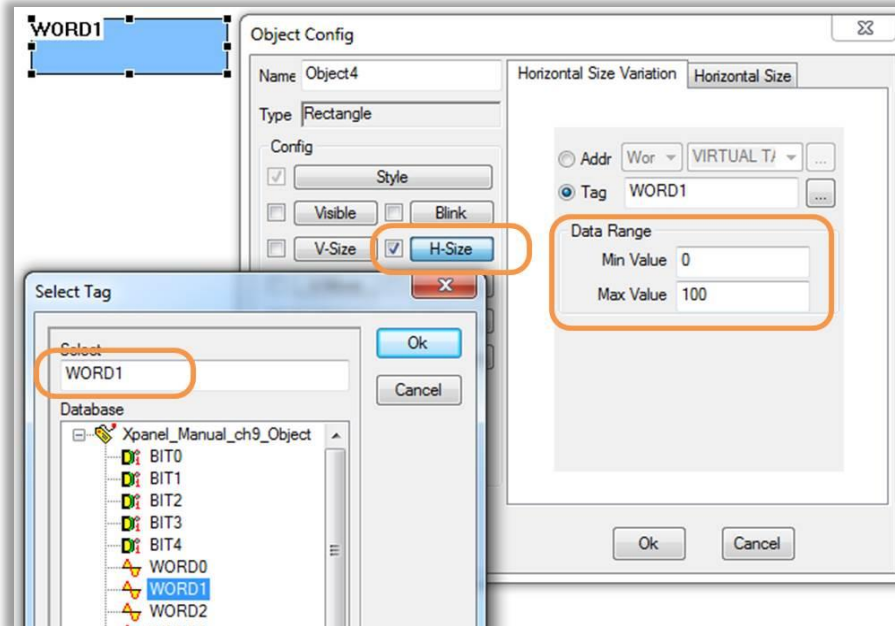 WORD1
Object Config
Name Object4
Type Rectangle
Config
Style
Visible Blink
V-Size H-Size
Horizontal Size Variation Horizontal Size
Addr Wor VIRTUAL TA ...
Tag WORD1 ...
Data Range
Min Value 0
Max Value 100
Ok Cancel
Select Tag
Select
WORD1
Ok
Cancel
Database
Xpanel_Manual_ch9_Object
BIT0
BIT1
BIT2
BIT3
BIT4
WORD0
WORD1
WORD2